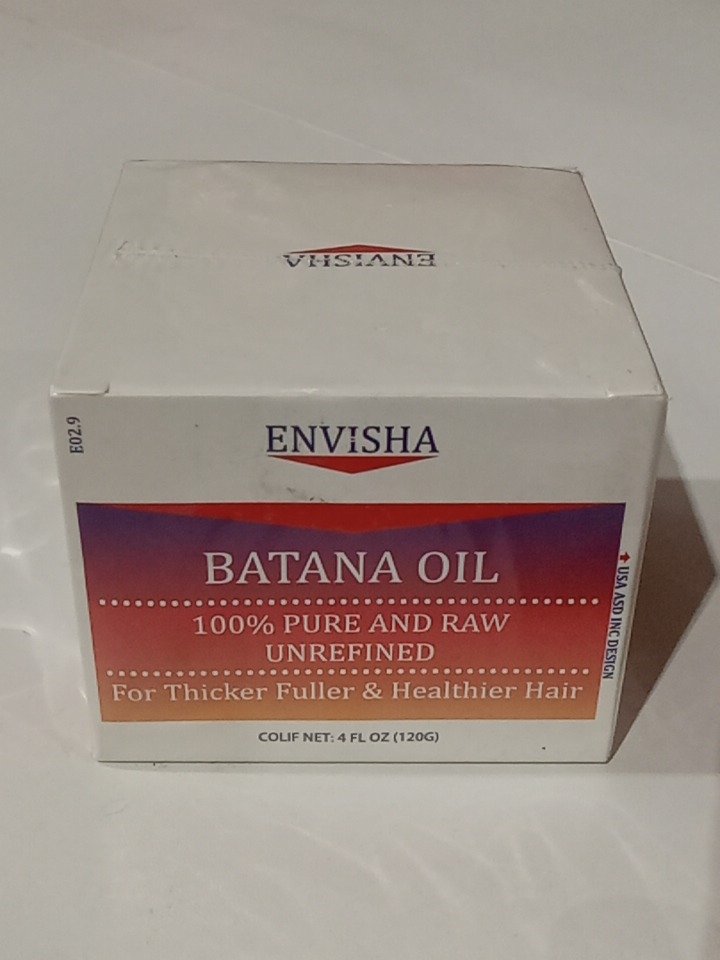 ENVISHA
E02.9
ENVISHA
BATANA OIL
100% PURE AND RAW
UNREFINED
For Thicker Fuller & Healthier Hair
COLIF NET: 4 FL OZ (120G)
USA ASD INC DESIGN